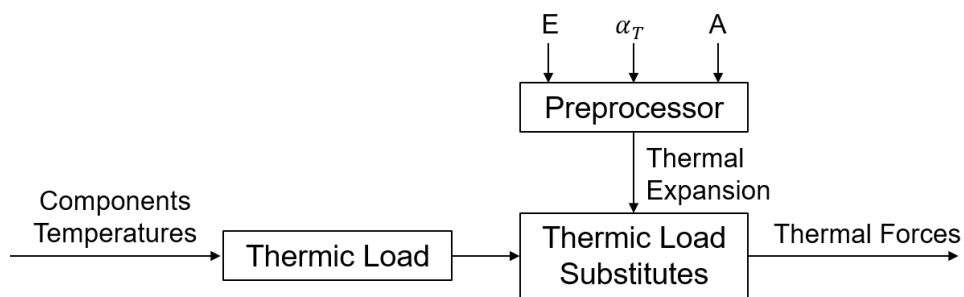 E
α_T
A
Preprocessor
Thermal
Expansion
Components
Temperatures
Thermic Load
Thermic Load
Substitutes
Thermal Forces